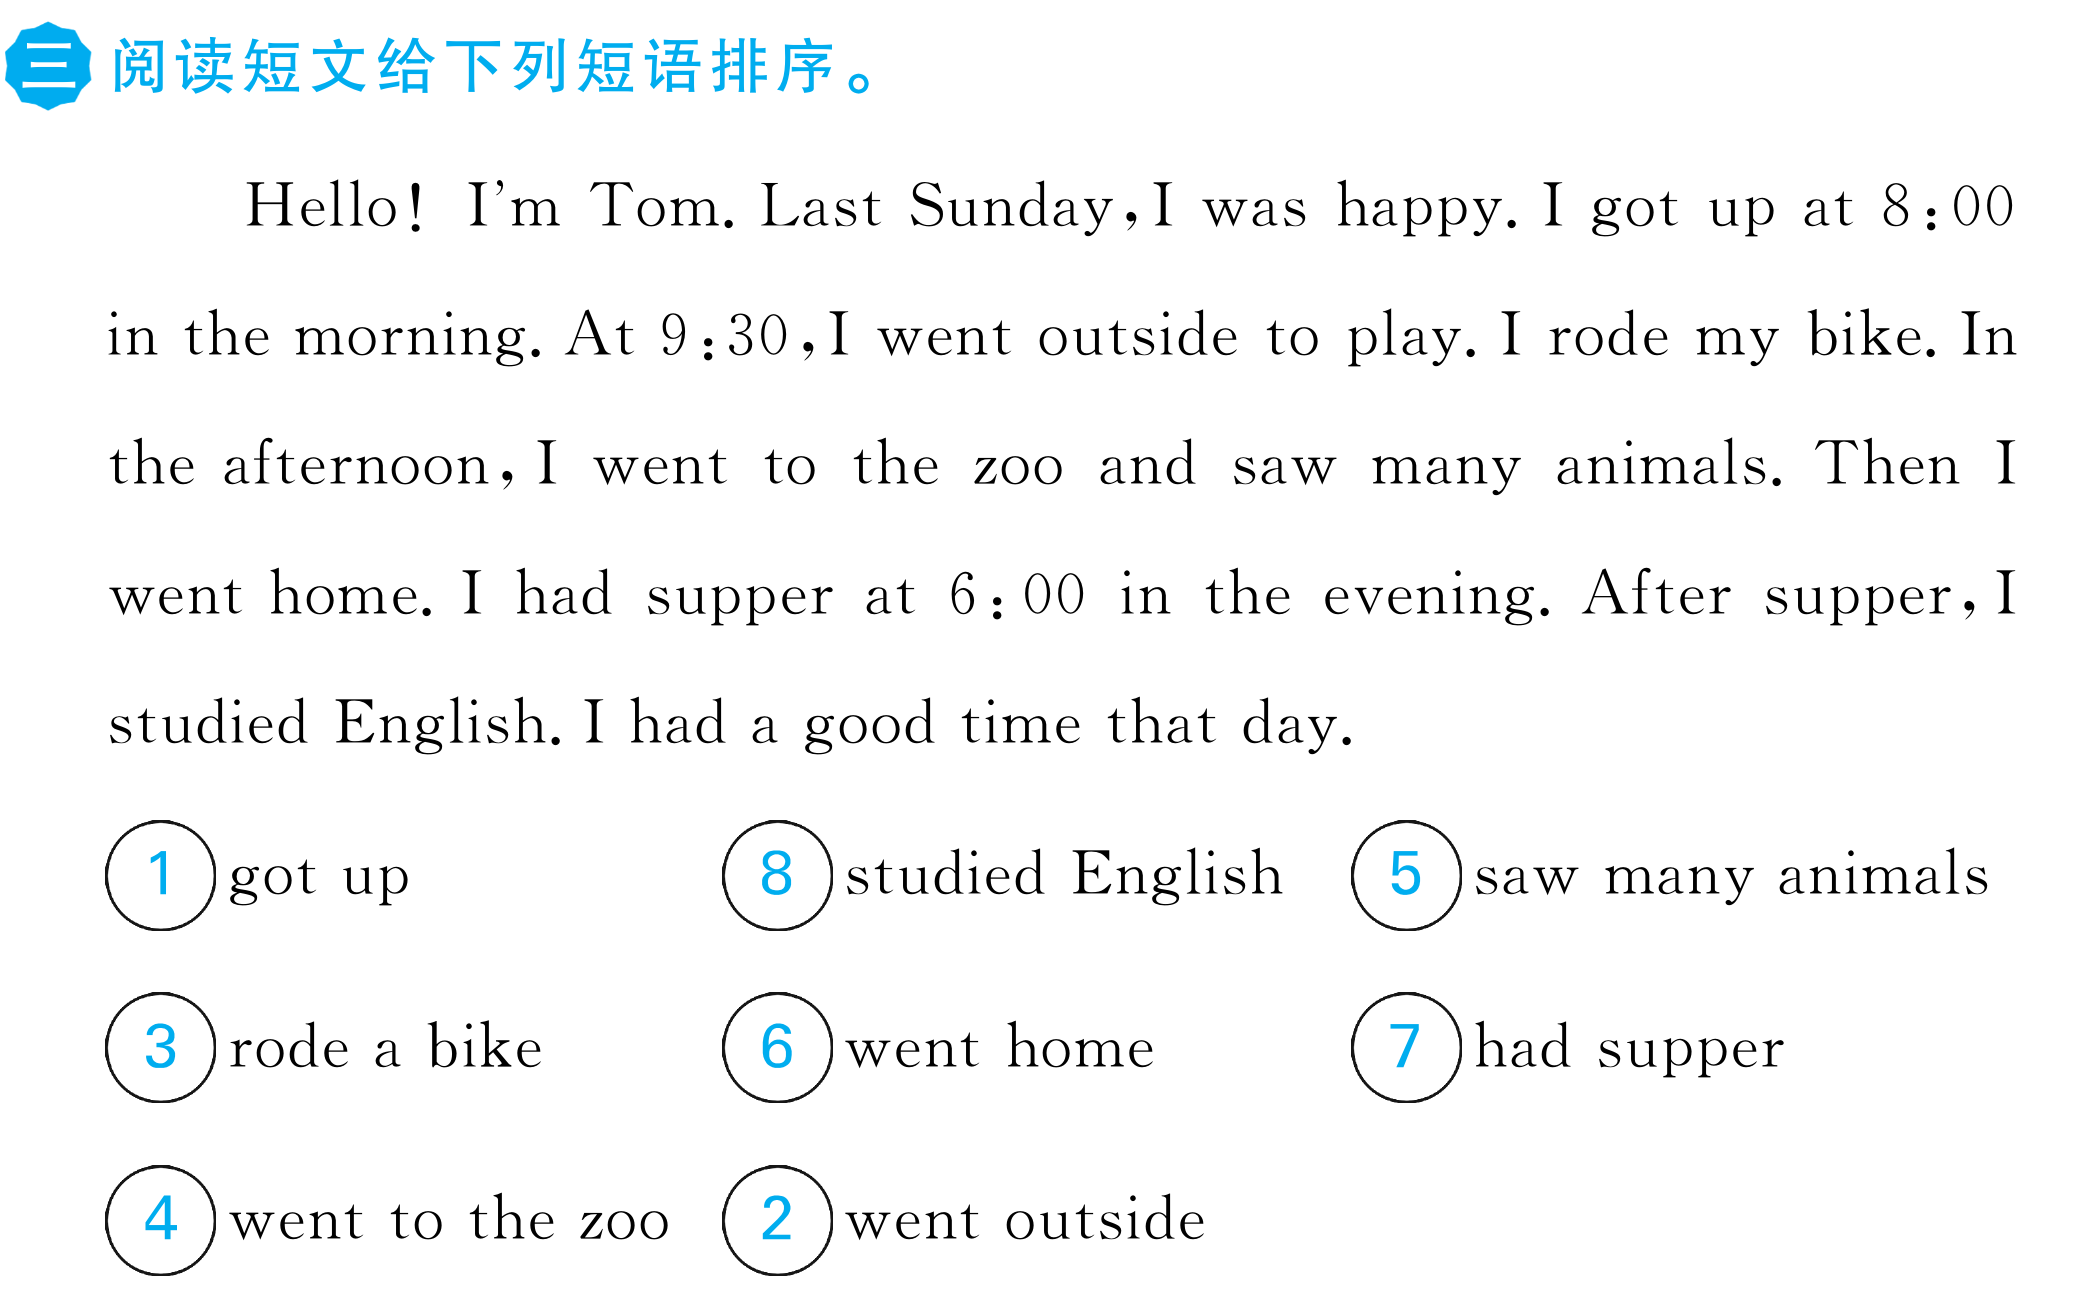 三 阅读短文给下列短语排序。
Hello! I'm Tom. Last Sunday, I was happy. I got up at 8:00
in the morning. At 9:30, I went outside to play. I rode my bike. In
the afternoon, I went to the zoo and saw many animals. Then I
went home. I had supper at 6:00 in the evening. After supper, I
studied English. I had a good time that day.
1 got up 8 studied English 5 saw many animals
3 rode a bike 6 went home 7 had supper
4 went to the zoo 2 went outside